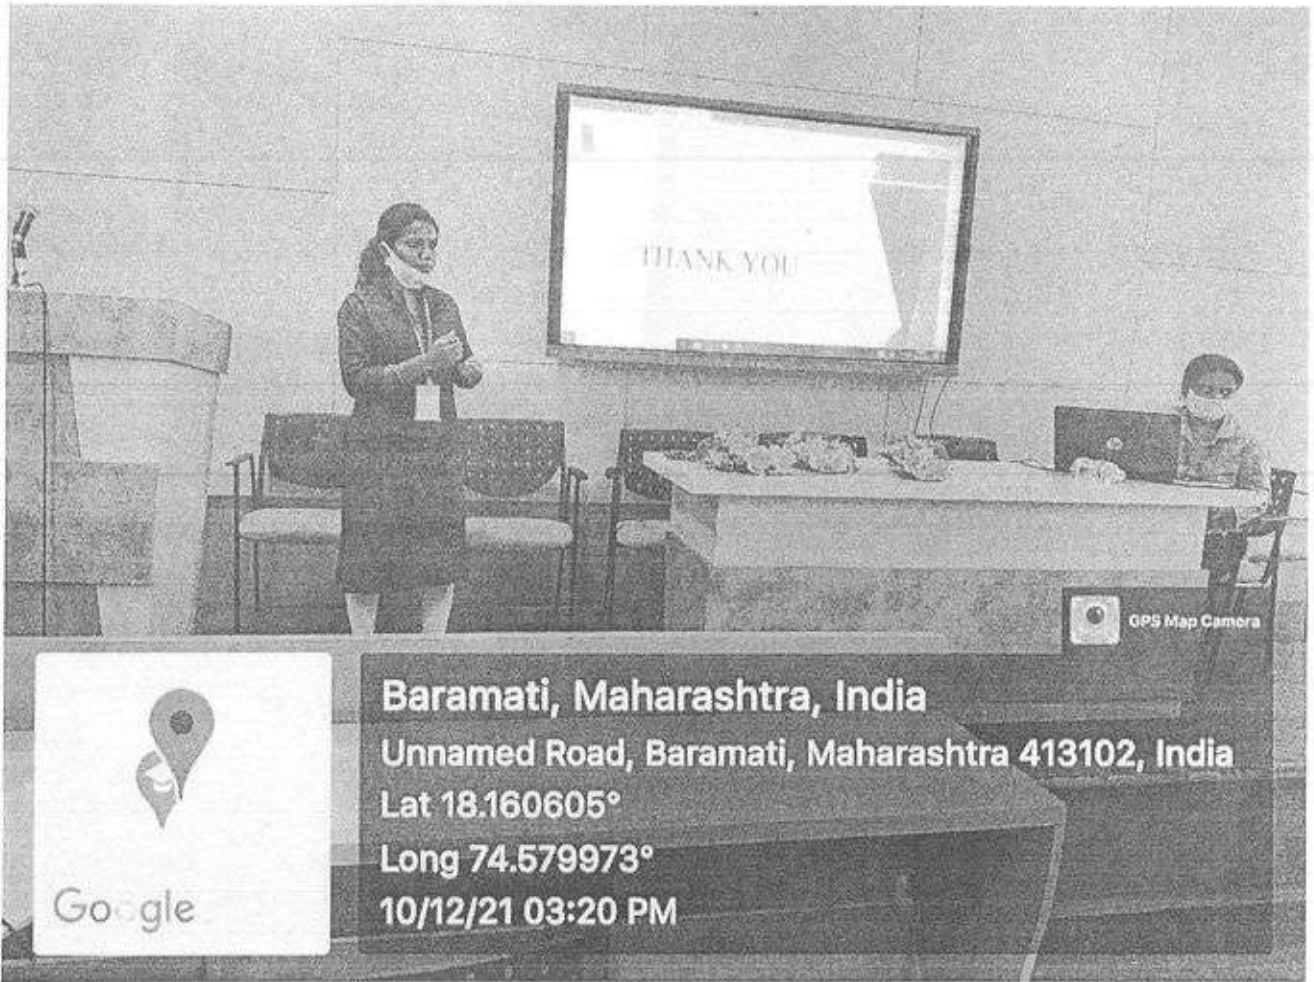 THANK YOU
GPS Map Camera
Baramati, Maharashtra, India
Unnamed Road, Baramati, Maharashtra 413102, India
Lat 18.160605°
Long 74.579973°
10/12/21 03:20 PM
Google